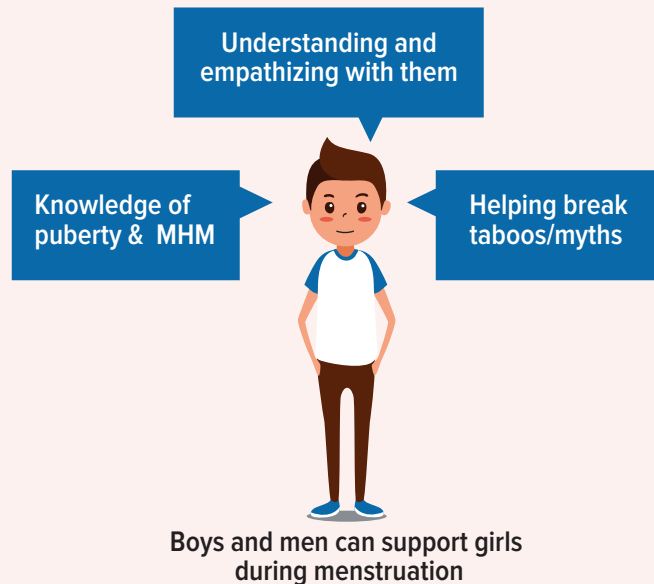 Understanding and
empathizing with them
Knowledge of
puberty & MHM
Helping break
taboos/myths
Boys and men can support girls
during menstruation